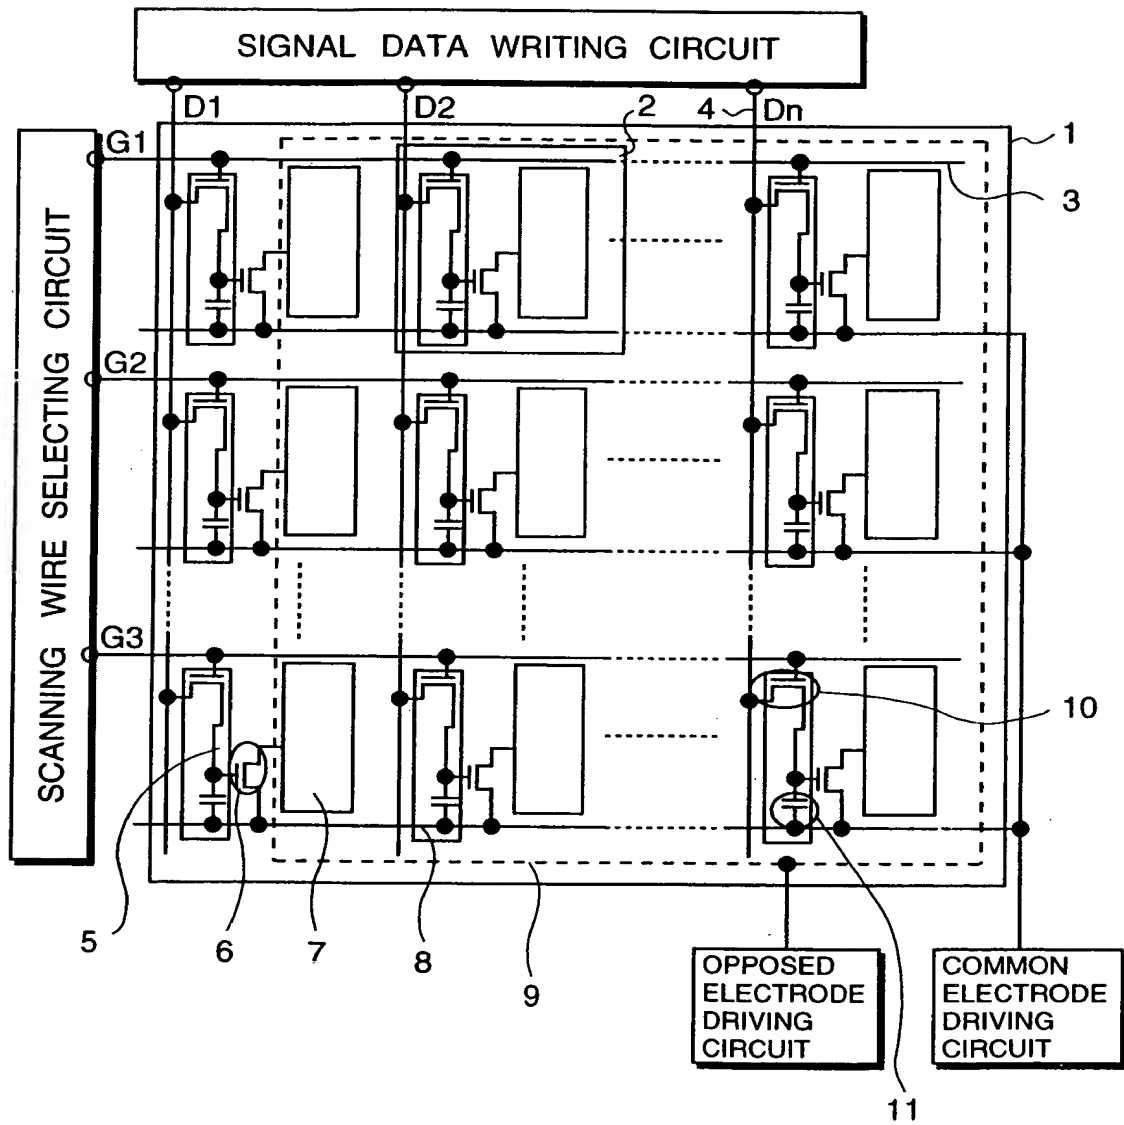 SIGNAL DATA WRITING CIRCUIT
D1
D2
4
Dn
2
1
G1
3
SCANNING WIRE SELECTING CIRCUIT
G2
G3
10
5
6
7
8
9
OPPOSED
ELECTRODE
DRIVING
CIRCUIT
COMMON
ELECTRODE
DRIVING
CIRCUIT
11